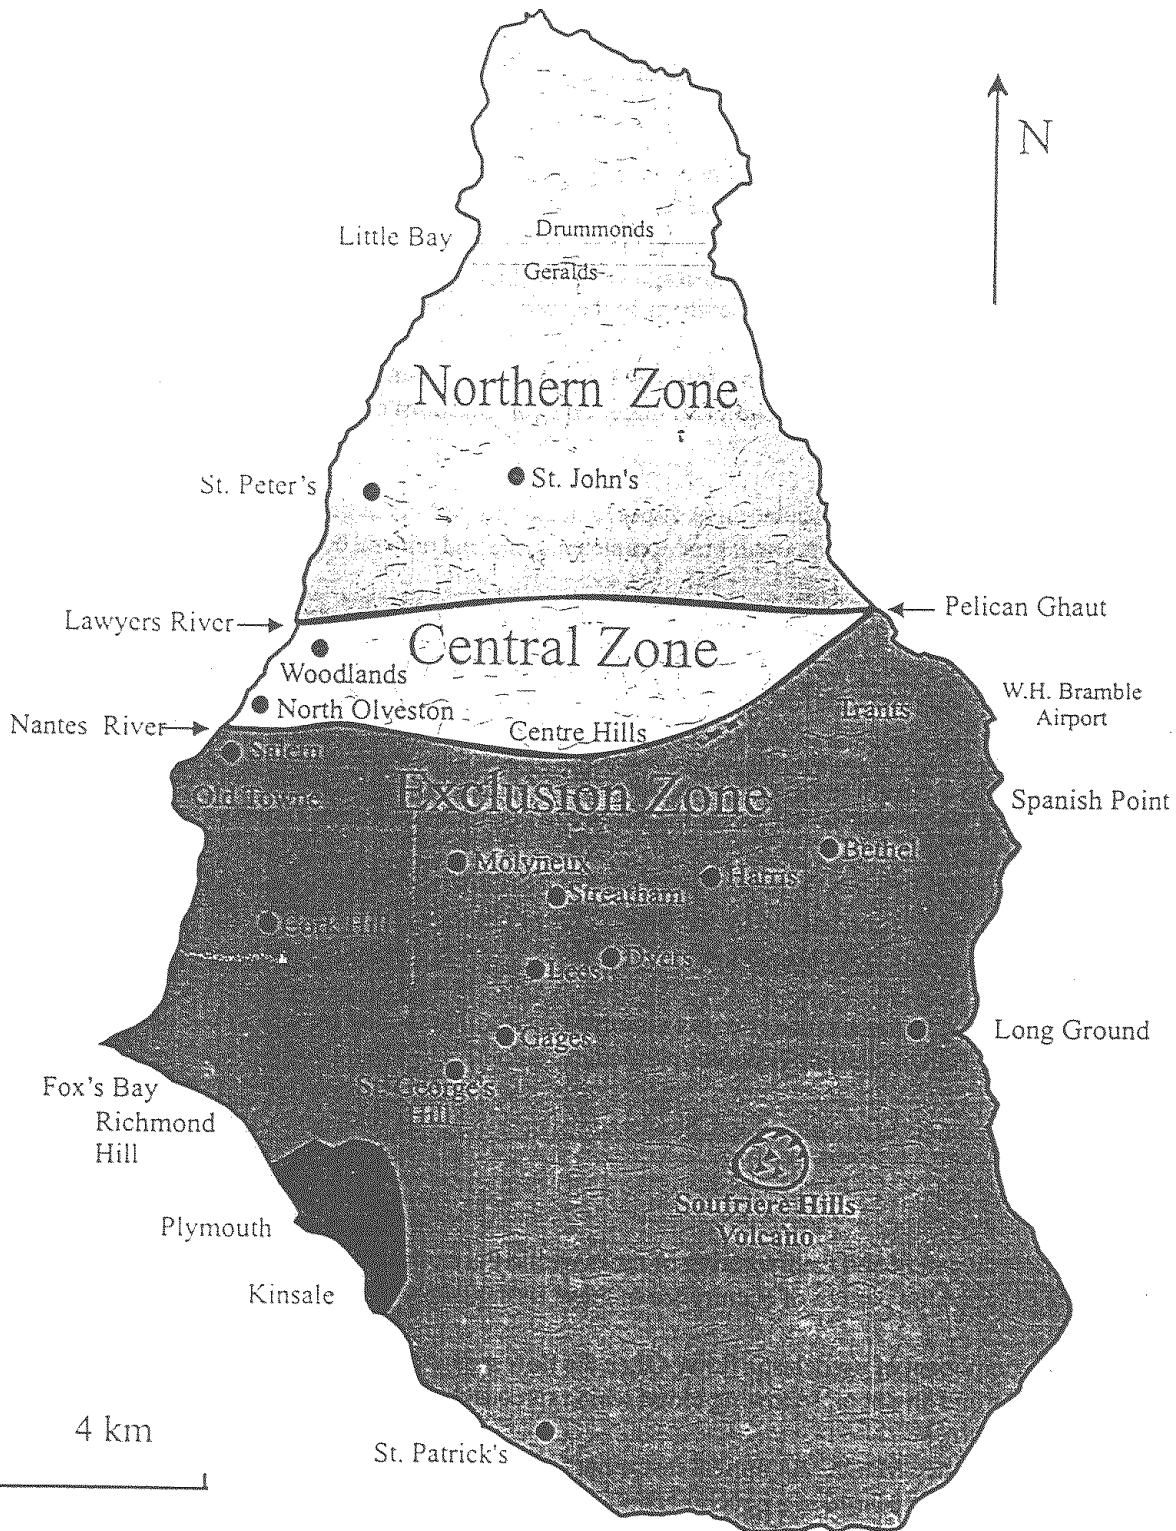 N
Little Bay
Drummonds
Geralds
Northern Zone
St. Peter's
St. John's
Lawyers River
Pelican Ghaut
Central Zone
Woodlands
North Olveston
W.H. Bramble
Airport
Nantes River
Centre Hills
Trants
Salem
Old Towne
Exclusion Zone
Spanish Point
Molyneux
Harris
Bethel
Streatham
Cork Hill
Lees
Dyers
Gages
Long Ground
Fox's Bay
St. George's
Hill
Richmond
Hill
Soufriere Hills
Volcano
Plymouth
Kinsale
4 km
St. Patrick's